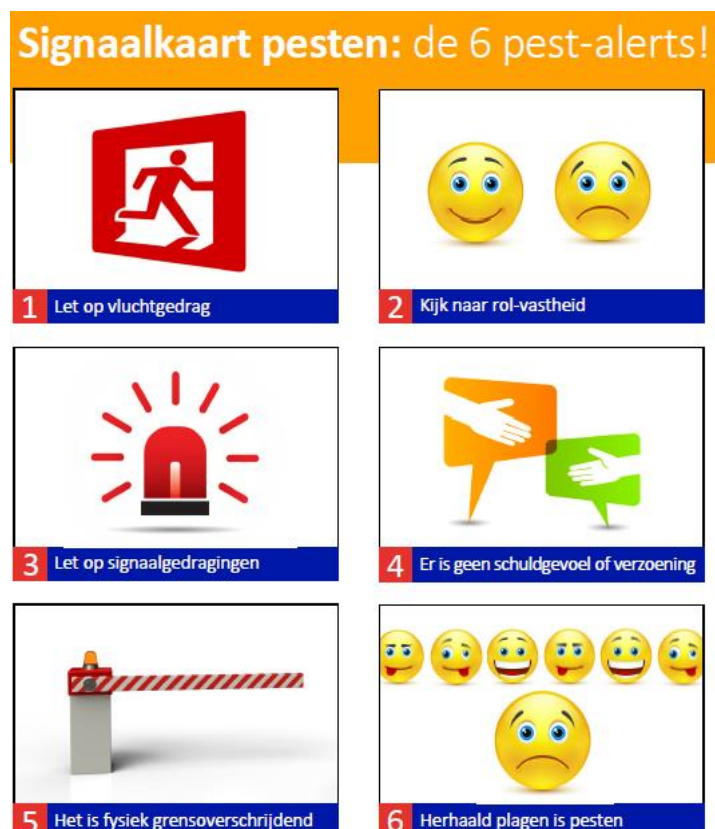 Signaalkaart pesten: de 6 pest-alerts!
1 Let op vluchtgedrag
2 Kijk naar rol-vastheid
3 Let op signaalgedragingen
4 Er is geen schuldgevoel of verzoening
5 Het is fysiek grensoverschrijdend
6 Herhaald plagen is pesten